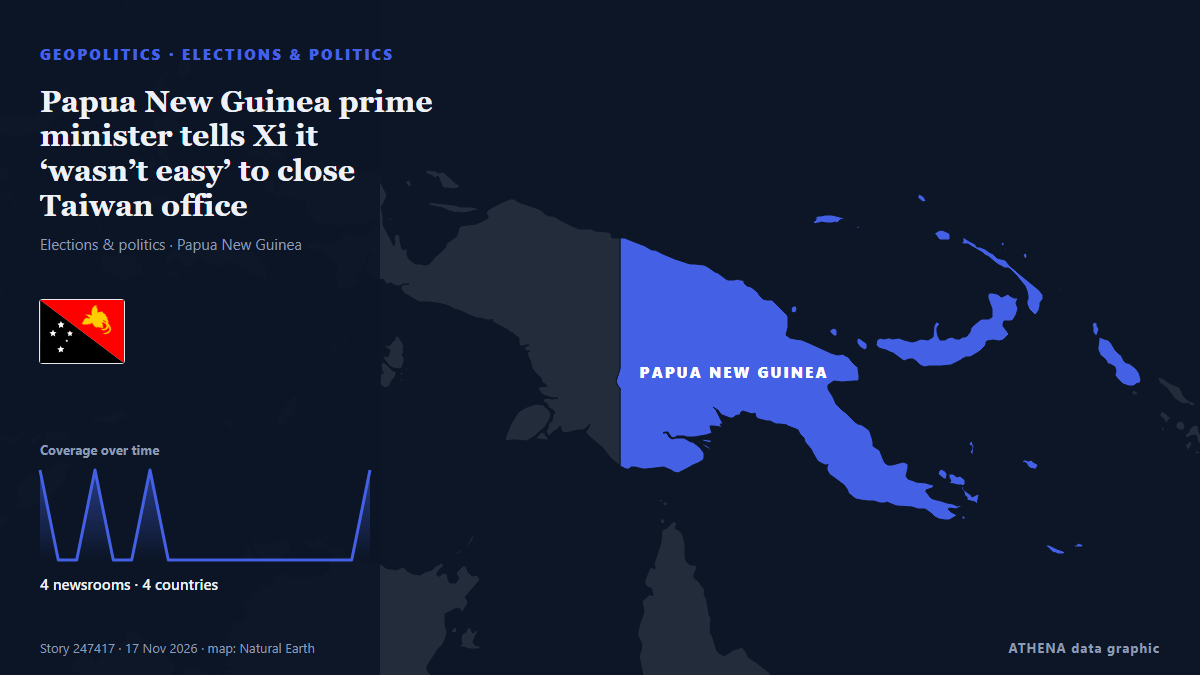 GEOPOLITICS · ELECTIONS & POLITICS
Papua New Guinea prime
minister tells Xi it
‘wasn’t easy’ to close
Taiwan office
Elections & politics · Papua New Guinea
PAPUA NEW GUINEA
Coverage over time
4 newsrooms · 4 countries
Story 247417 · 17 Nov 2026 · map: Natural Earth
ATHENA data graphic